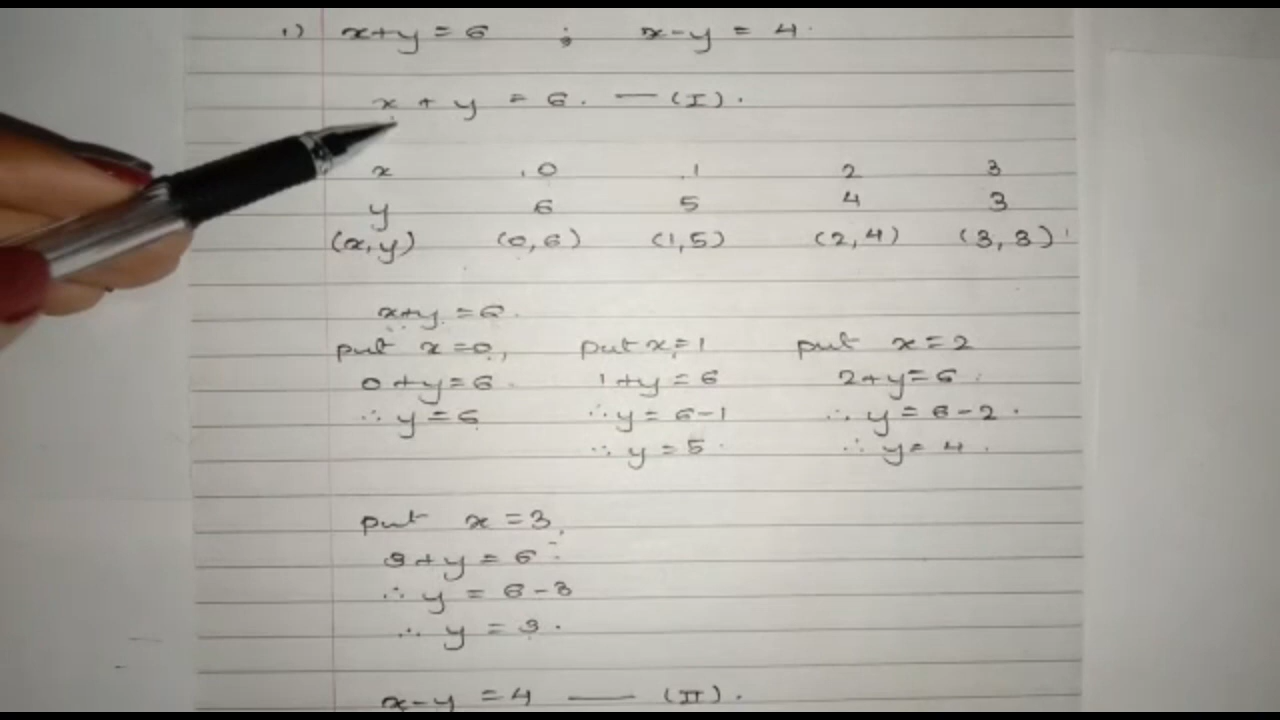 1) x+y=6 ; x-y = 4.
x + y = 6. — (I).
x 0 1 2 3
y 6 5 4 3
(x,y) (0,6) (1,5) (2,4) (3,3)
x+y=6.
put x=0, put x=1 put x=2
0+y=6. 1+y=6 2+y=6.
∴ y=6 ∴ y=6-1 ∴ y=6-2.
∴ y=5. ∴ y=4.
put x=3,
3+y=6
∴ y = 6-3
∴ y = 3.
x-y=4 — (II).